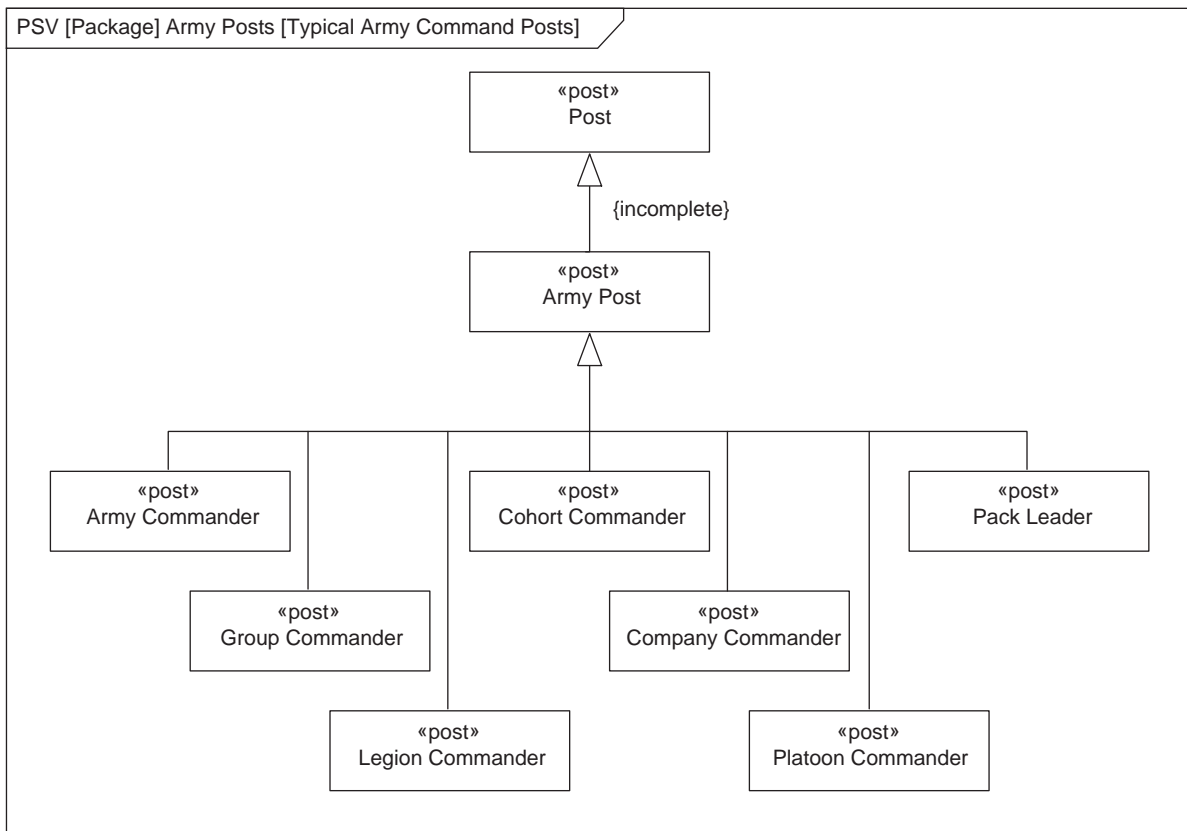 PSV [Package] Army Posts [Typical Army Command Posts]
«post»
Post
{incomplete}
«post»
Army Post
«post»
Army Commander
«post»
Cohort Commander
«post»
Pack Leader
«post»
Group Commander
«post»
Company Commander
«post»
Legion Commander
«post»
Platoon Commander